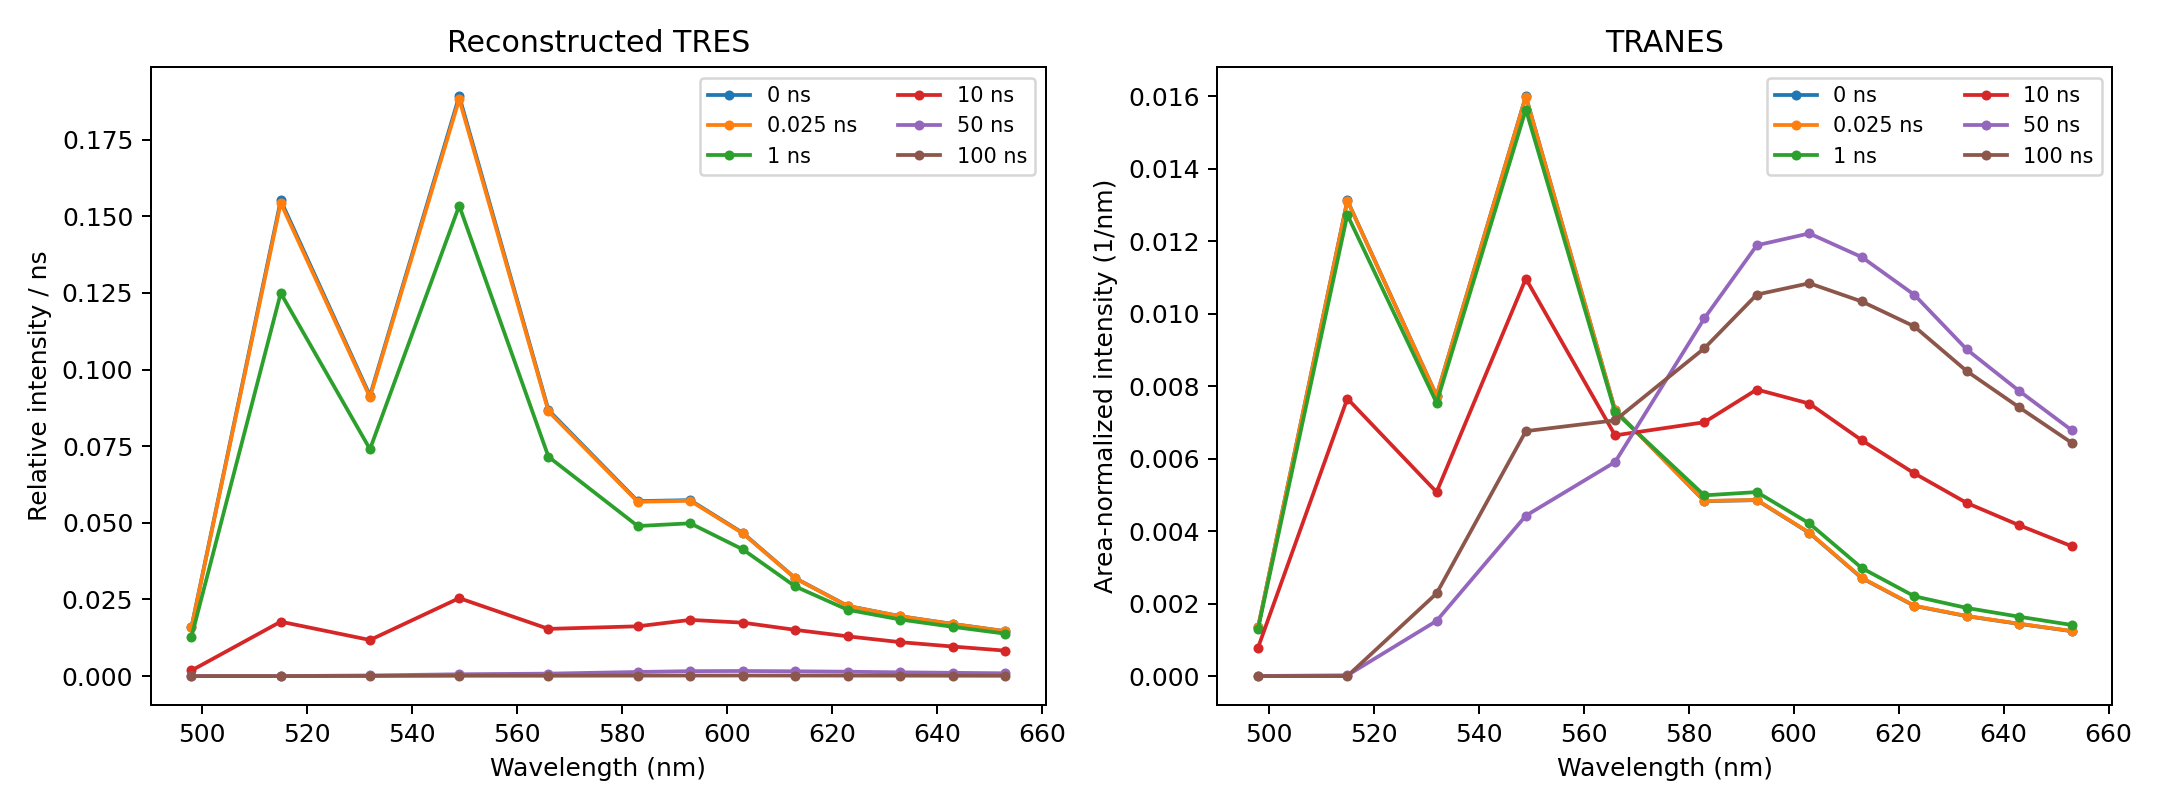 Reconstructed TRES
Relative intensity / ns
0.175
0.150
0.125
0.100
0.075
0.050
0.025
0.000
0 ns
0.025 ns
1 ns
10 ns
50 ns
100 ns
500 520 540 560 580 600 620 640 660
Wavelength (nm)
TRANES
Area-normalized intensity (1/nm)
0.016
0.014
0.012
0.010
0.008
0.006
0.004
0.002
0.000
0 ns
0.025 ns
1 ns
10 ns
50 ns
100 ns
500 520 540 560 580 600 620 640 660
Wavelength (nm)